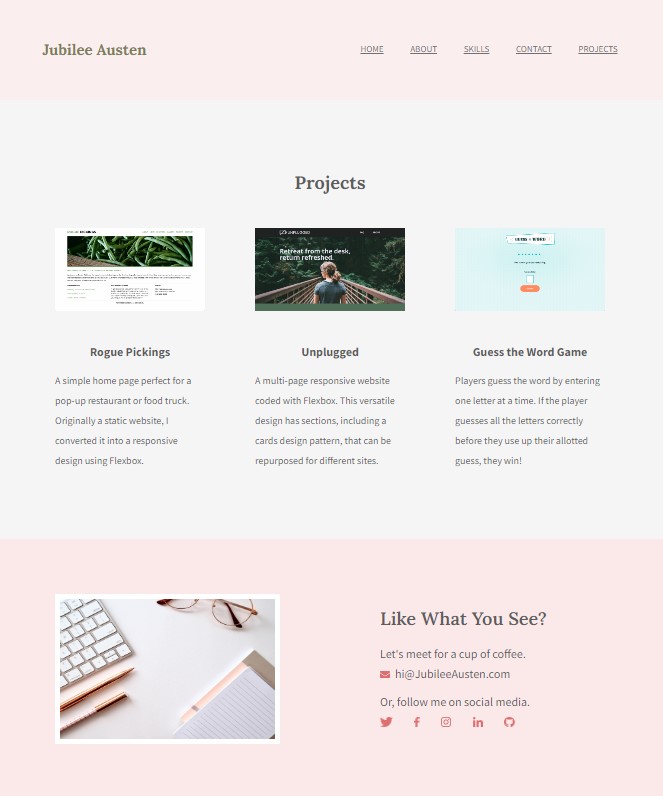 Jubilee Austen
HOME ABOUT SKILLS CONTACT PROJECTS
Projects
UNPLUGGED
Retreat from the desk,
return refreshed.
GUESS the WORD
Rogue Pickings
A simple home page perfect for a
pop-up restaurant or food truck.
Originally a static website, I
converted it into a responsive
design using Flexbox.
Unplugged
A multi-page responsive website
coded with Flexbox. This versatile
design has sections, including a
cards design pattern, that can be
repurposed for different sites.
Guess the Word Game
Players guess the word by entering
one letter at a time. If the player
guesses all the letters correctly
before they use up their allotted
guess, they win!
Like What You See?
Let's meet for a cup of coffee.
hi@JubileeAusten.com
Or, follow me on social media.